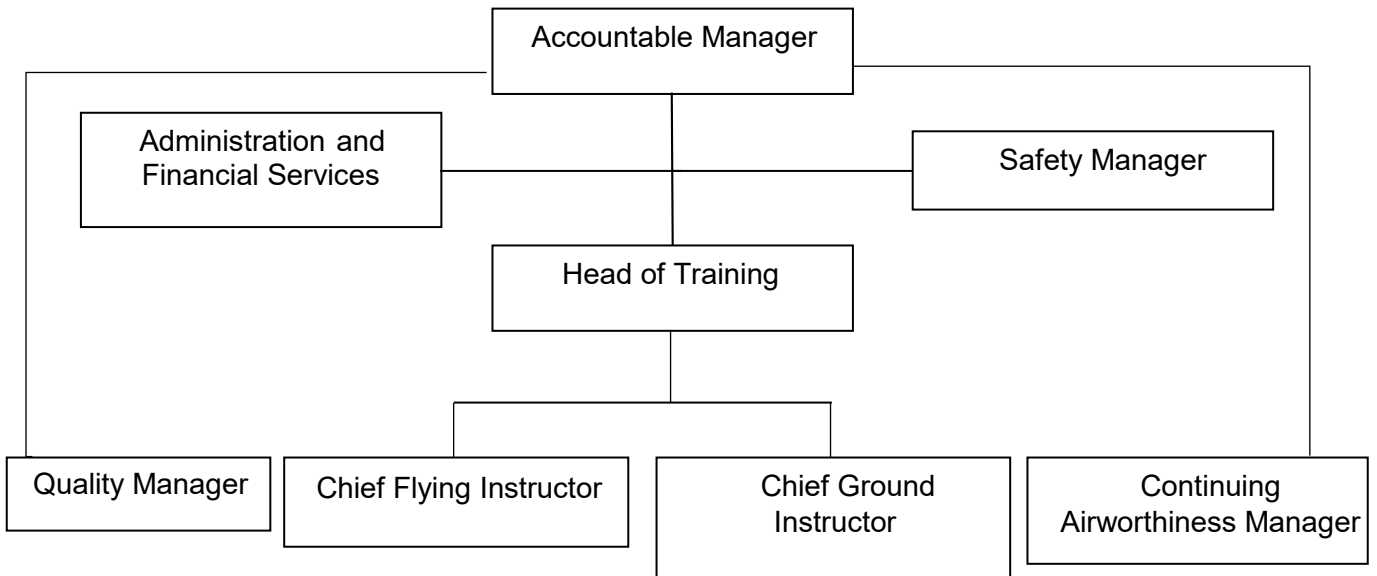 Accountable Manager
Administration and
Financial Services
Safety Manager
Head of Training
Quality Manager
Chief Flying Instructor
Chief Ground
Instructor
Continuing
Airworthiness Manager